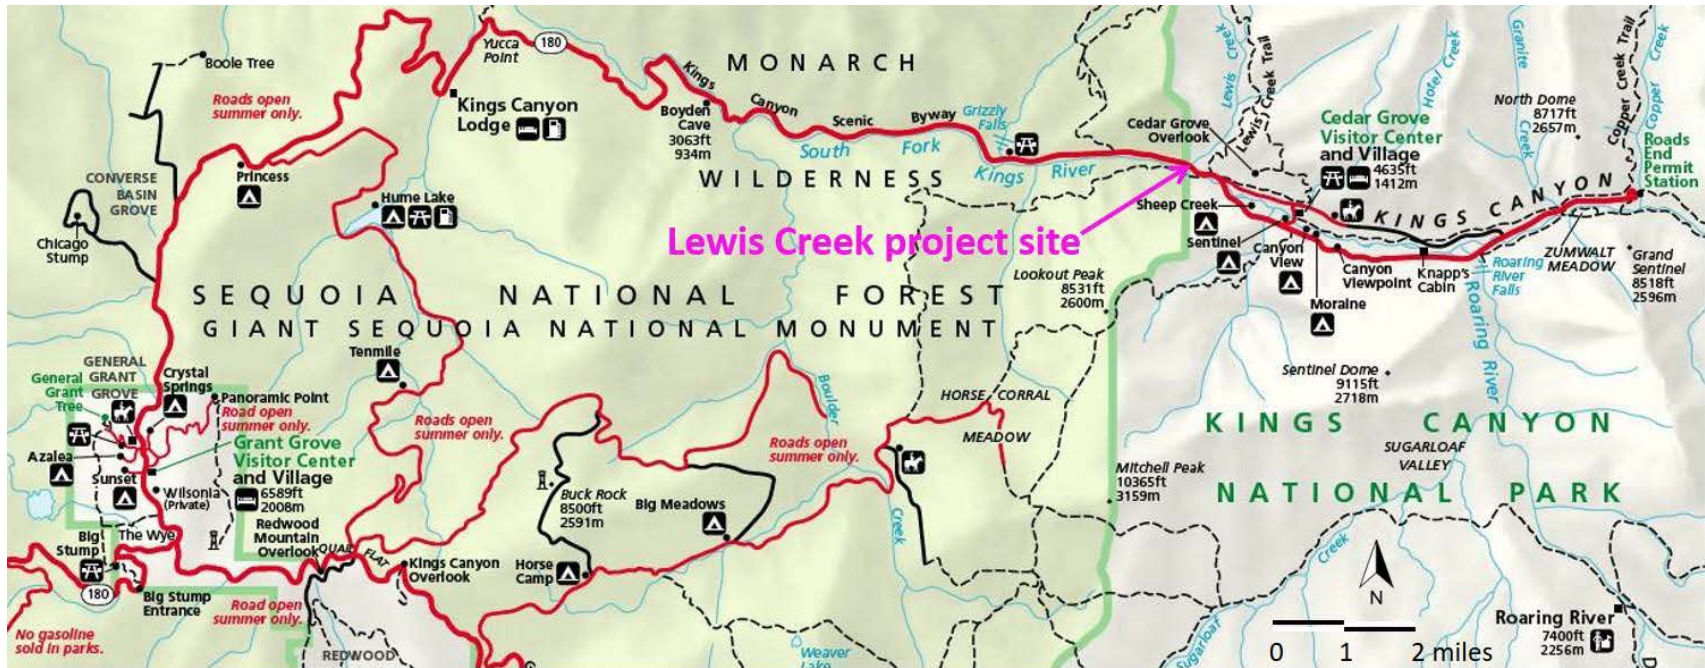 Boole Tree
Roads open
summer only.
Yucca
Point
180
MONARCH
Kings Canyon
Lodge
Kings
Canyon
Scenic
Byway
Boyden
Cave
3063ft
934m
Grizzly
Falls
South Fork
Kings River
WILDERNESS
Cedar Grove
Overlook
Lewis Creek
Lewis Creek Trail
Hotel Creek
Granite
Creek
North Dome
8717ft
2657m
Copper Creek Trail
Copper Creek
Cedar Grove
Visitor Center
and Village
4635ft
1412m
Roads
End
Permit
Station
KINGS CANYON
Princess
CONVERSE
BASIN
GROVE
Chicago
Stump
Hume Lake
Lewis Creek project site
Sheep Creek
Sentinel
Canyon
View
Moraine
Canyon
Viewpoint
Knapp's
Cabin
Roaring
River
Falls
Roaring River
ZUMWALT
MEADOW
Grand
Sentinel
8518ft
2596m
Lookout Peak
8531ft
2600m
SEQUOIA NATIONAL FOREST
GIANT SEQUOIA NATIONAL MONUMENT
Tenmile
Sentinel Dome
9115ft
2718m
GENERAL
GRANT
GROVE
General
Grant
Tree
Crystal
Springs
Panoramic Point
Road open
summer only.
Grant Grove
Visitor Center
and Village
6589ft
2008m
Azalea
Sunset
Wilsonia
(Private)
Roads open
summer only.
Boulder
Creek
Roads open
summer only.
HORSE CORRAL
MEADOW
KINGS CANYON
NATIONAL PARK
SUGARLOAF
VALLEY
Mitchell Peak
10365ft
3159m
Buck Rock
8500ft
2591m
Big Meadows
Redwood
Mountain
Overlook
QUAIL FLAT
The Wye
Big
Stump
180
Big Stump
Entrance
Road open
summer only.
Kings Canyon
Overlook
Horse
Camp
No gasoline
sold in parks.
REDWOOD
Weaver
Lake
Sugarloaf
Creek
N
0 1 2 miles
Roaring River
7400ft
2256m